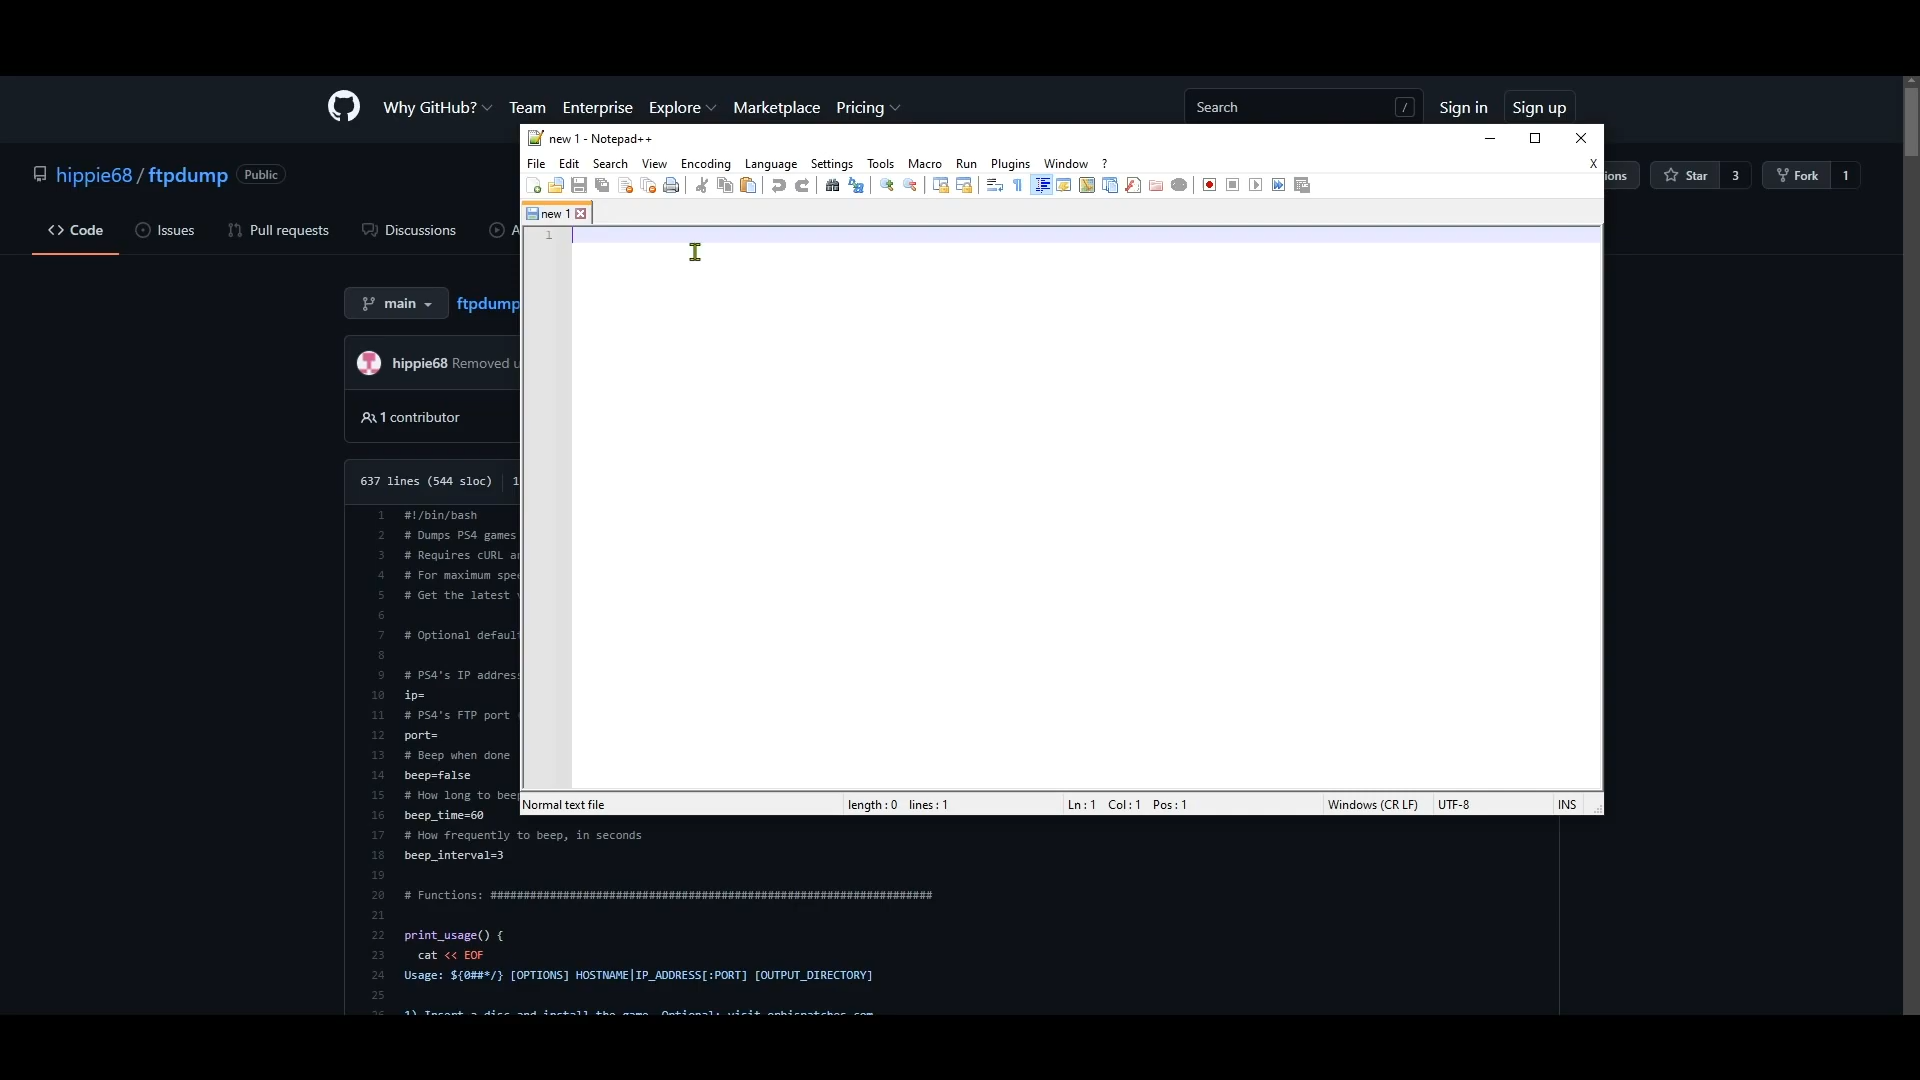 Why GitHub? Team Enterprise Explore Marketplace Pricing Search / Sign in Sign up
new 1 - Notepad++
File Edit Search View Encoding Language Settings Tools Macro Run Plugins Window ? X
hippie68 / ftpdump Public
Star 3 Fork 1
new 1
<> Code Issues Pull requests Discussions
1
main ftpdump
hippie68 Removed
1 contributor
637 lines (544 sloc)
1 #!/bin/bash
2 # Dumps PS4 games
3 # Requires cURL
4 # For maximum
5 # Get the latest
6
7 # Optional
8
9 # PS4's IP
10 ip=
11 # PS4's FTP port
12 port=
13 # Beep when done
14 beep=false
15 # How long to
16 beep_time=60
Normal text file length : 0 lines : 1 Ln : 1 Col : 1 Pos : 1 Windows (CR LF) UTF-8 INS
17 # How frequently to beep, in seconds
18 beep_interval=3
19
20 # Functions: ###################################################################
21
22 print_usage() {
23 cat << EOF
24 Usage: ${0##*/} [OPTIONS] HOSTNAME|IP_ADDRESS[:PORT] [OUTPUT_DIRECTORY]
25